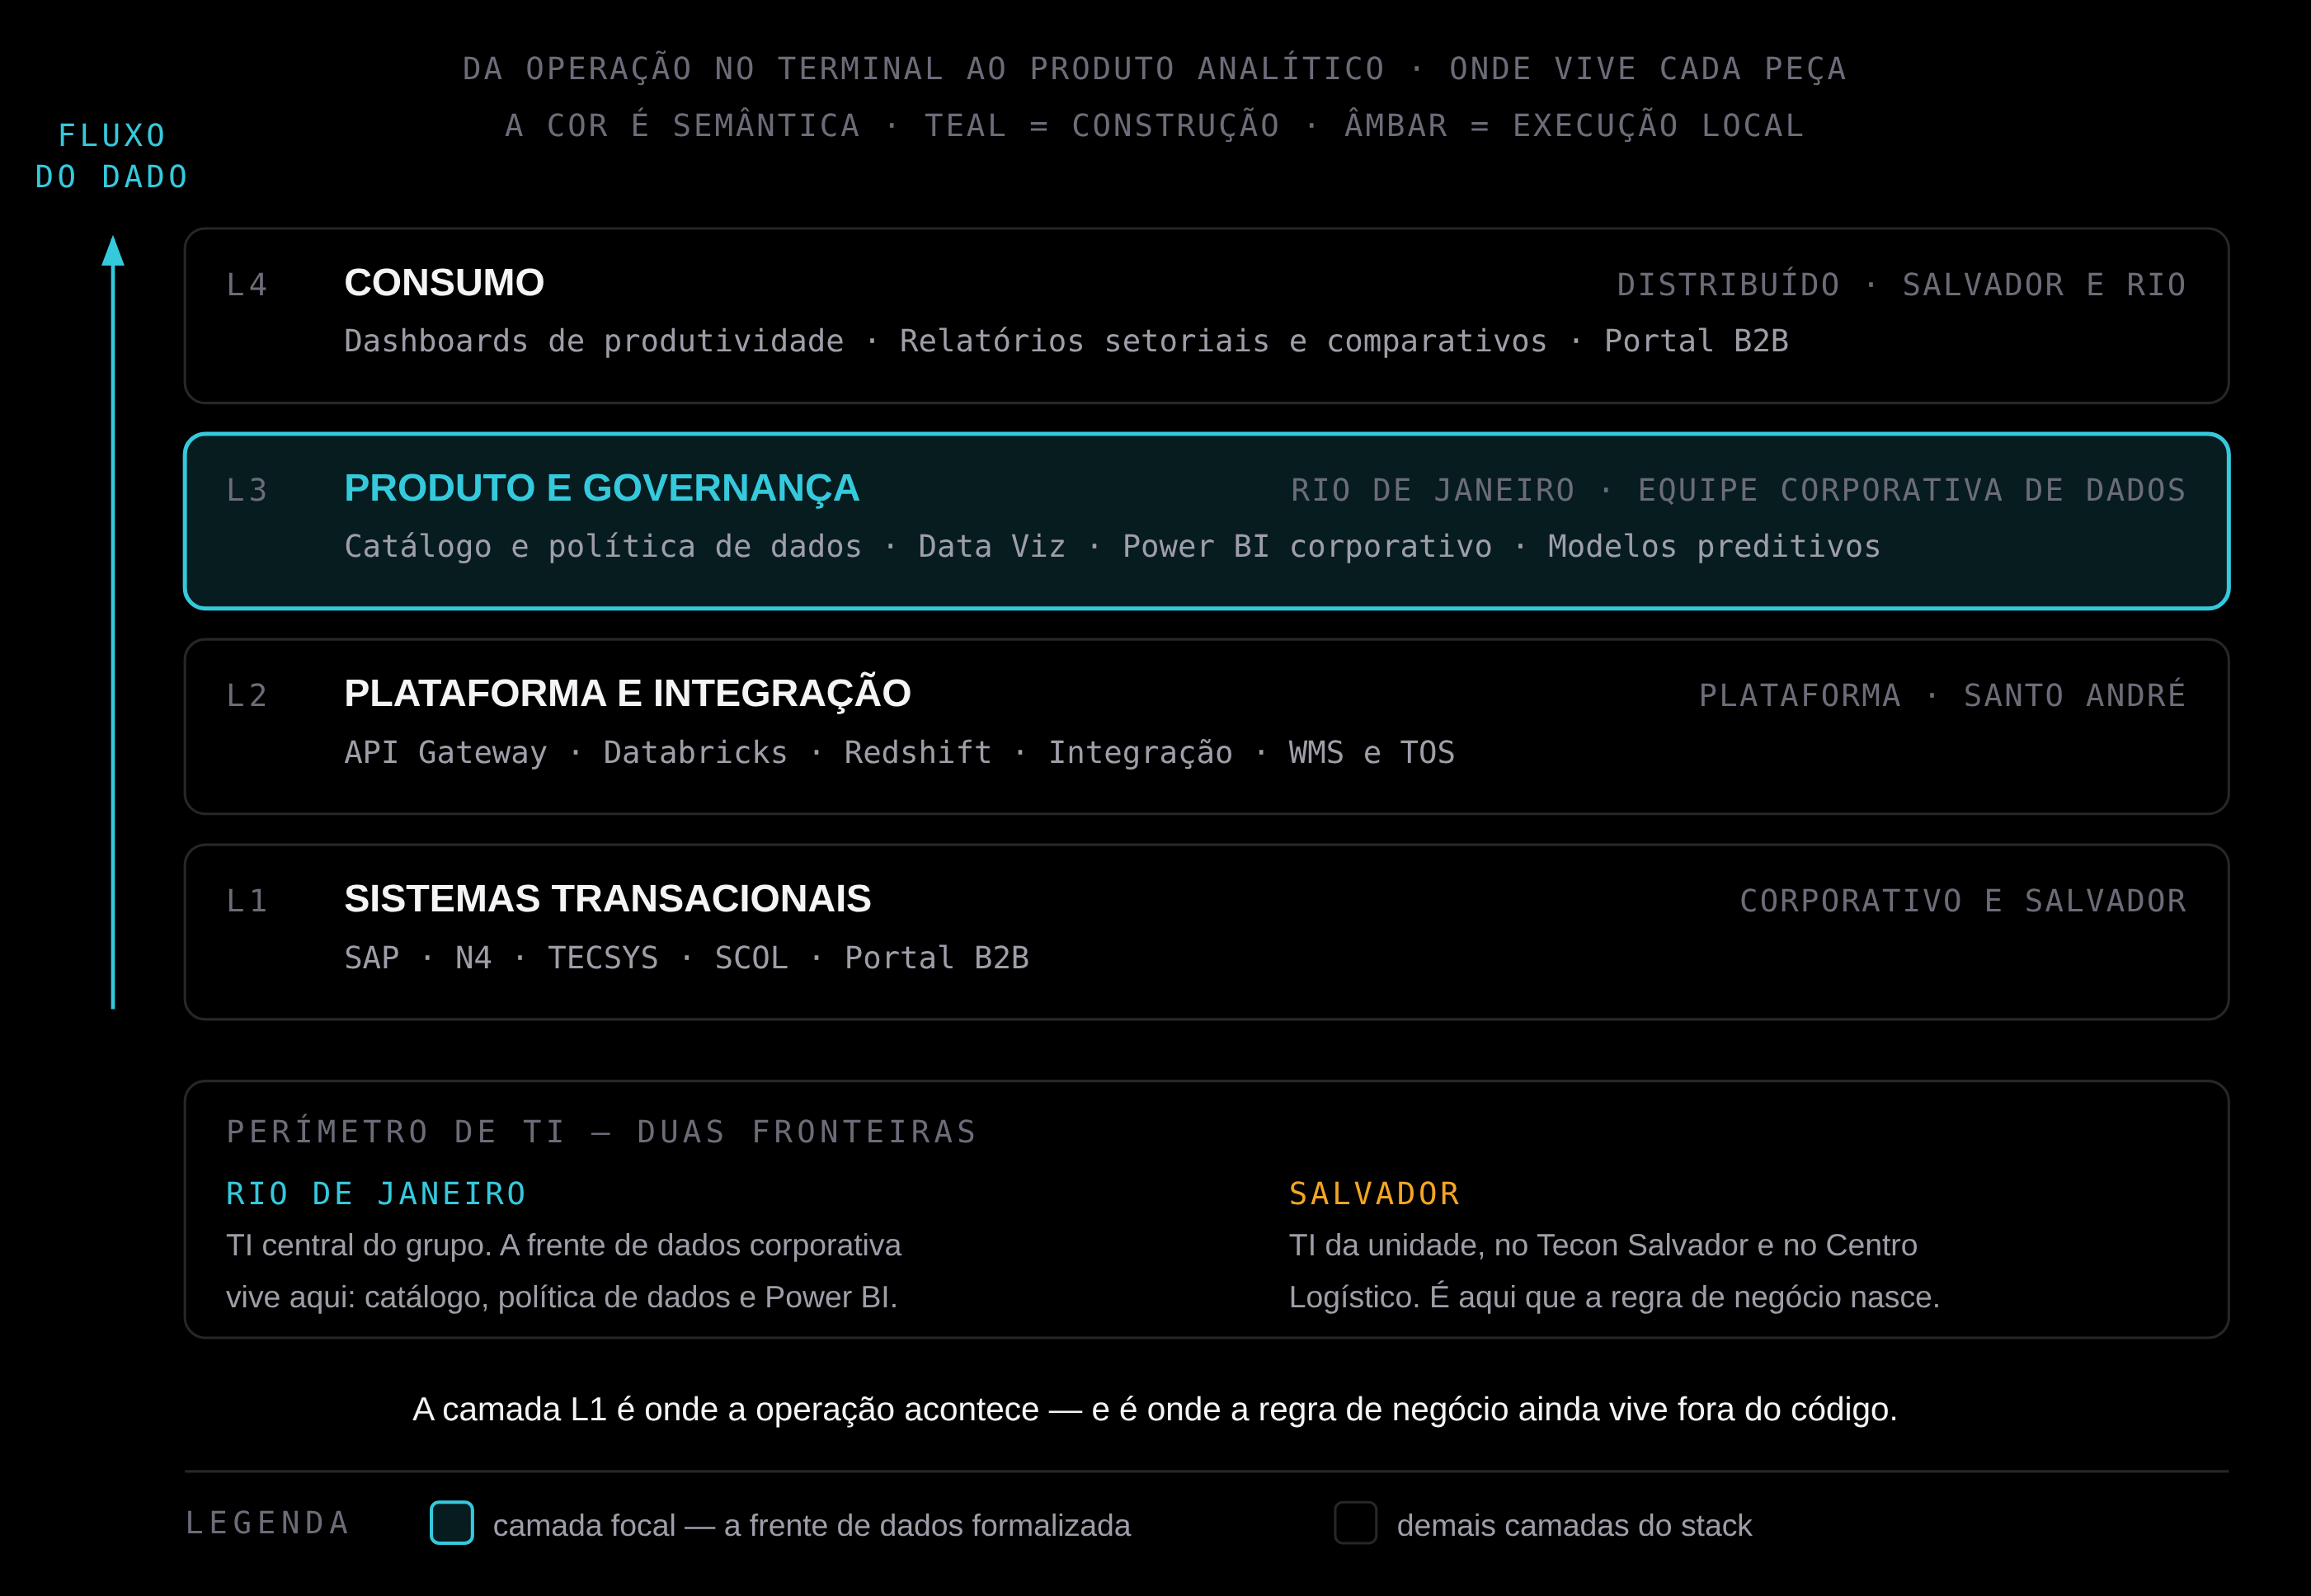 DA OPERAÇÃO NO TERMINAL AO PRODUTO ANALÍTICO · ONDE VIVE CADA PEÇA
A COR É SEMÂNTICA · TEAL = CONSTRUÇÃO · ÂMBAR = EXECUÇÃO LOCAL
FLUXO
DO DADO
L4 CONSUMO DISTRIBUÍDO · SALVADOR E RIO
Dashboards de produtividade · Relatórios setoriais e comparativos · Portal B2B
L3 PRODUTO E GOVERNANÇA RIO DE JANEIRO · EQUIPE CORPORATIVA DE DADOS
Catálogo e política de dados · Data Viz · Power BI corporativo · Modelos preditivos
L2 PLATAFORMA E INTEGRAÇÃO PLATAFORMA · SANTO ANDRÉ
API Gateway · Databricks · Redshift · Integração · WMS e TOS
L1 SISTEMAS TRANSACIONAIS CORPORATIVO E SALVADOR
SAP · N4 · TECSYS · SCOL · Portal B2B
PERÍMETRO DE TI — DUAS FRONTEIRAS
RIO DE JANEIRO
TI central do grupo. A frente de dados corporativa
vive aqui: catálogo, política de dados e Power BI.
SALVADOR
TI da unidade, no Tecon Salvador e no Centro
Logístico. É aqui que a regra de negócio nasce.
A camada L1 é onde a operação acontece — e é onde a regra de negócio ainda vive fora do código.
LEGENDA camada focal — a frente de dados formalizada demais camadas do stack